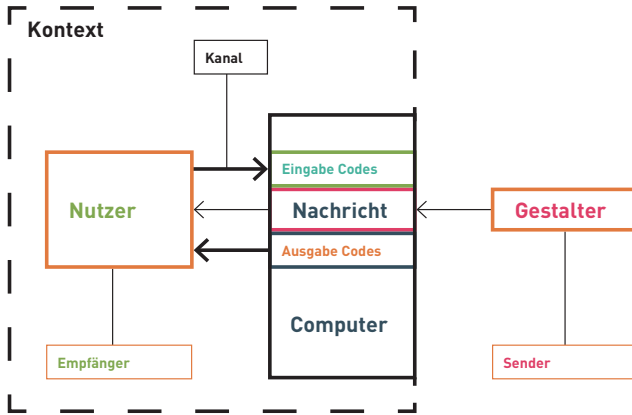 Kontext
Kanal
Eingabe Codes
Nutzer
Nachricht
Gestalter
Ausgabe Codes
Computer
Empfänger
Sender